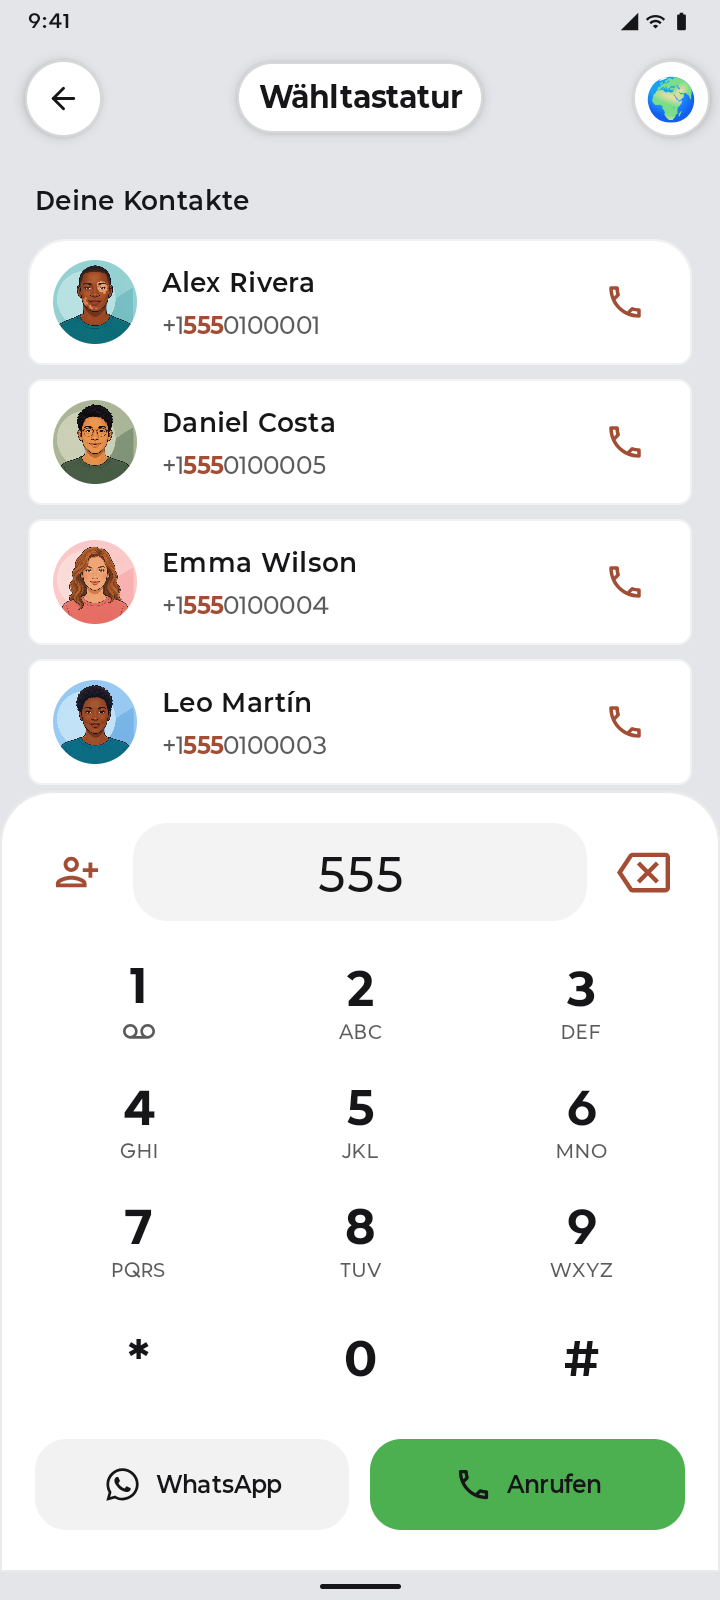 9:41
Wähltastatur
Deine Kontakte
Alex Rivera
+15550100001
Daniel Costa
+15550100005
Emma Wilson
+15550100004
Leo Martín
+15550100003
555
1 2 3
ABC DEF
4 5 6
GHI JKL MNO
7 8 9
PQRS TUV WXYZ
* 0 #
WhatsApp Anrufen